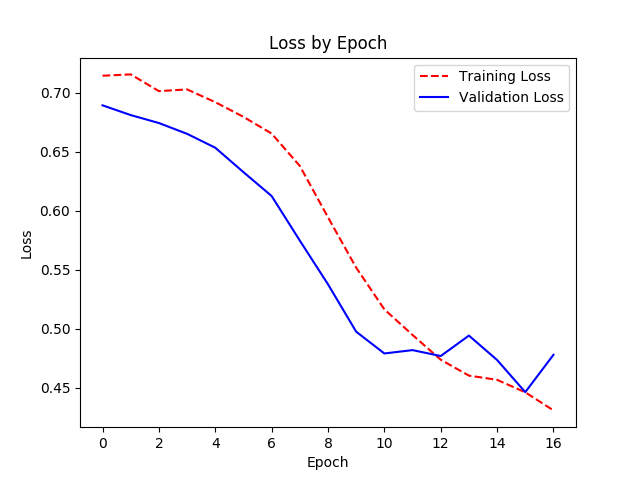 Loss by Epoch
Training Loss
Validation Loss
0.70
0.65
0.60
0.55
0.50
0.45
Loss
0 2 4 6 8 10 12 14 16
Epoch